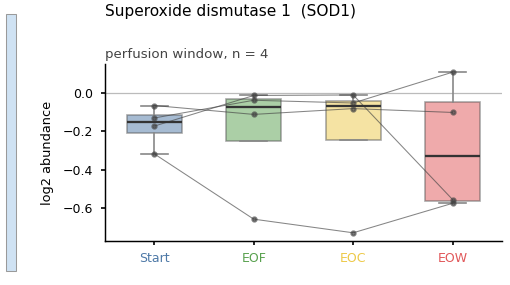 Superoxide dismutase 1  (SOD1)
perfusion window, n = 4
0.0
−0.2
−0.4
−0.6
log2 abundance
Start EOF EOC EOW